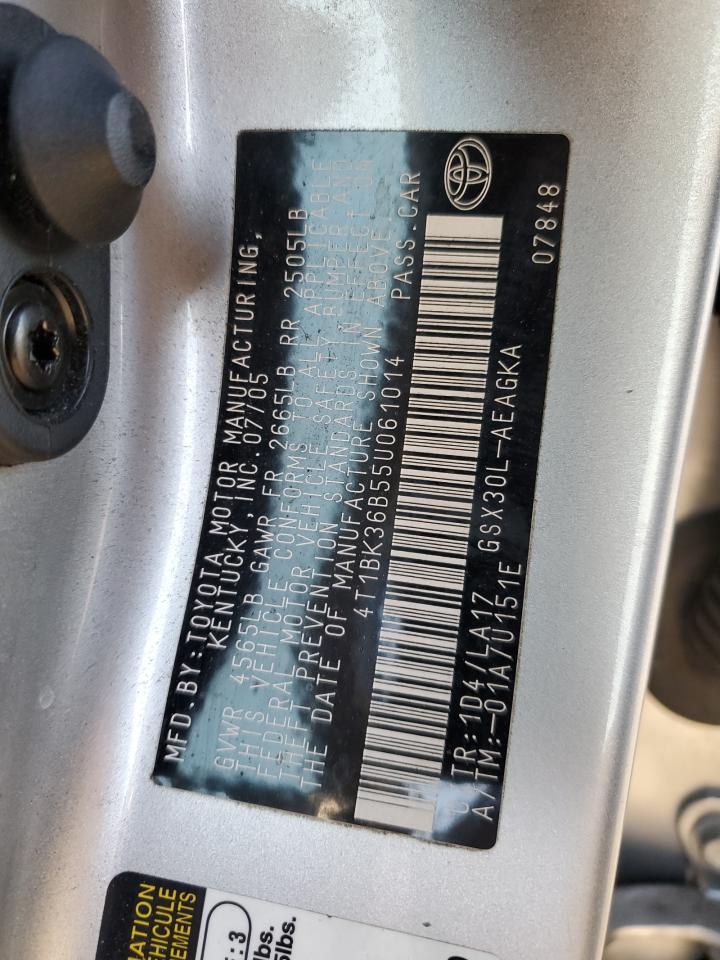 MFD.BY:TOYOTA MOTOR MANUFACTURING,
KENTUCKY, INC.07/05
GVWR 4565LB GAWR FR 2665LB RR 2505LB
THIS VEHICLE CONFORMS TO ALL APPLICABLE
FEDERAL MOTOR VEHICLE SAFETY, BUMPER, AND
THEFT PREVENTION STANDARDS IN EFFECT ON
THE DATE OF MANUFACTURE SHOWN ABOVE.
4T1BK36B55U061014 PASS.CAR
C/TR:1D4/LA17
A/TM:-01A/U151E GSX30L-AEAGKA
07848
VEHICULE
lbs.